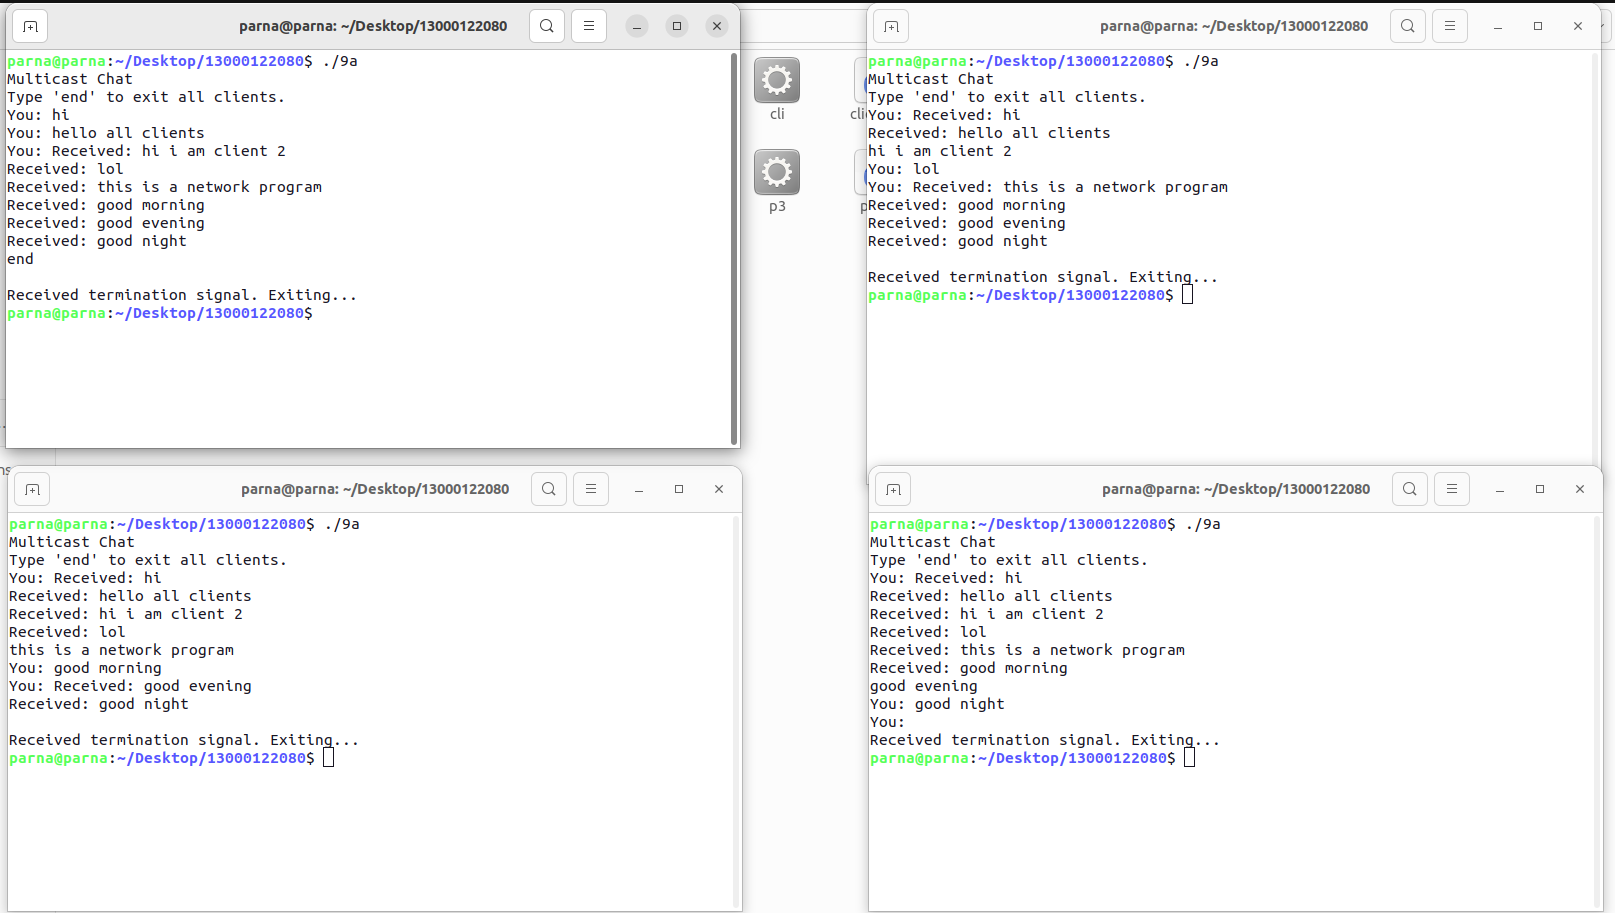 parna@parna: ~/Desktop/13000122080
parna@parna:~/Desktop/13000122080$ ./9a
Multicast Chat
Type 'end' to exit all clients.
You: hi
You: hello all clients
You: Received: hi i am client 2
Received: lol
Received: this is a network program
Received: good morning
Received: good evening
Received: good night
end
Received termination signal. Exiting...
parna@parna:~/Desktop/13000122080$
cli
p3
parna@parna: ~/Desktop/13000122080
parna@parna:~/Desktop/13000122080$ ./9a
Multicast Chat
Type 'end' to exit all clients.
You: Received: hi
Received: hello all clients
hi i am client 2
You: lol
You: Received: this is a network program
Received: good morning
Received: good evening
Received: good night
Received termination signal. Exiting...
parna@parna:~/Desktop/13000122080$
parna@parna: ~/Desktop/13000122080
parna@parna:~/Desktop/13000122080$ ./9a
Multicast Chat
Type 'end' to exit all clients.
You: Received: hi
Received: hello all clients
Received: hi i am client 2
Received: lol
this is a network program
You: good morning
You: Received: good evening
Received: good night
Received termination signal. Exiting...
parna@parna:~/Desktop/13000122080$
parna@parna: ~/Desktop/13000122080
parna@parna:~/Desktop/13000122080$ ./9a
Multicast Chat
Type 'end' to exit all clients.
You: Received: hi
Received: hello all clients
Received: hi i am client 2
Received: lol
Received: this is a network program
Received: good morning
good evening
You: good night
You:
Received termination signal. Exiting...
parna@parna:~/Desktop/13000122080$